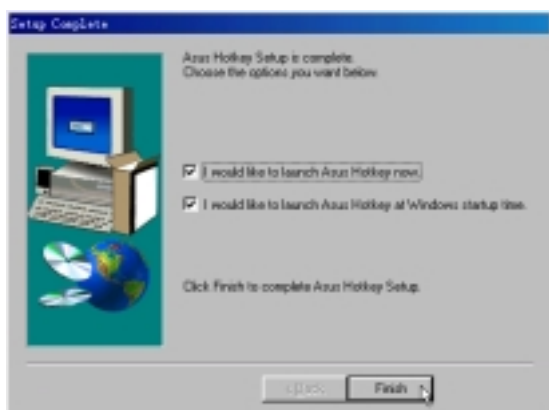 Setup Complete
Asus Hotkey Setup is complete.
Choose the options you want below.
I would like to launch Asus Hotkey now.
I would like to launch Asus Hotkey at Windows startup time.
Click Finish to complete Asus Hotkey Setup.
< Back
Finish